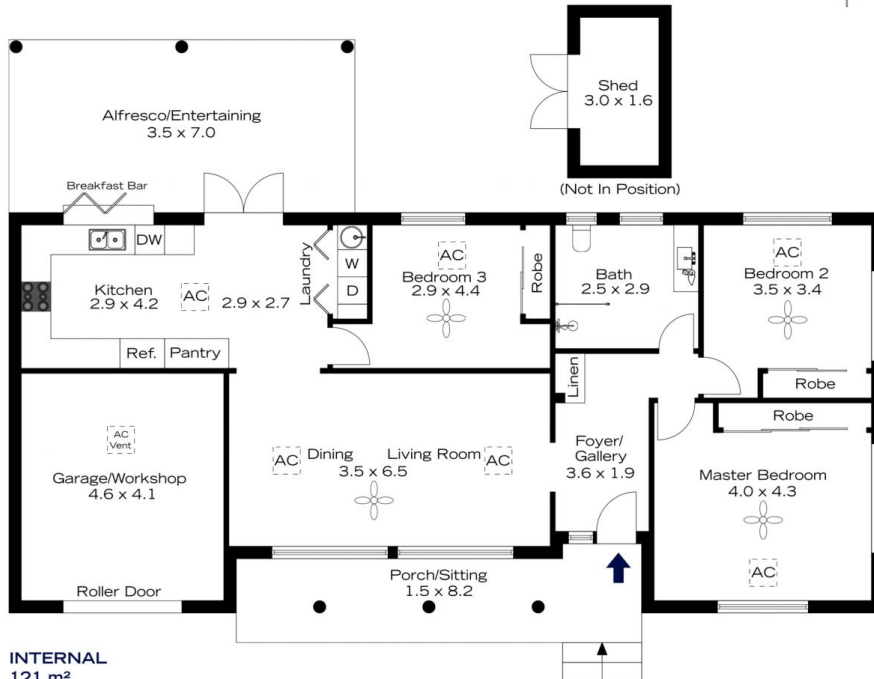 Shed
3.0 x 1.6
(Not In Position)
Alfresco/Entertaining
3.5 x 7.0
Breakfast Bar
DW
Kitchen
2.9 x 4.2
AC
2.9 x 2.7
Ref.
Pantry
Laundry
W
D
AC
Bedroom 3
2.9 x 4.4
Robe
Bath
2.5 x 2.9
AC
Bedroom 2
3.5 x 3.4
Robe
Linen
AC
Vent
Garage/Workshop
4.6 x 4.1
Roller Door
AC
Dining
Living Room
3.5 x 6.5
AC
Foyer/
Gallery
3.6 x 1.9
Robe
Master Bedroom
4.0 x 4.3
AC
Porch/Sitting
1.5 x 8.2
INTERNAL
121 m²